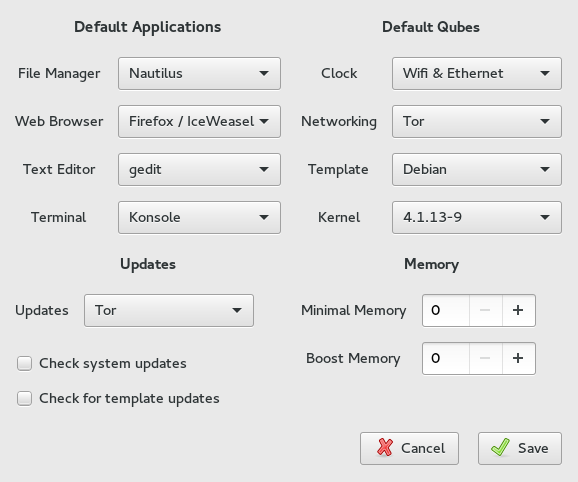 Default Applications
Default Qubes
File Manager Nautilus
Clock Wifi & Ethernet
Web Browser Firefox / IceWeasel
Networking Tor
Text Editor gedit
Template Debian
Terminal Konsole
Kernel 4.1.13-9
Updates
Memory
Updates Tor
Minimal Memory 0 − +
Boost Memory 0 − +
Check system updates
Check for template updates
Cancel
Save